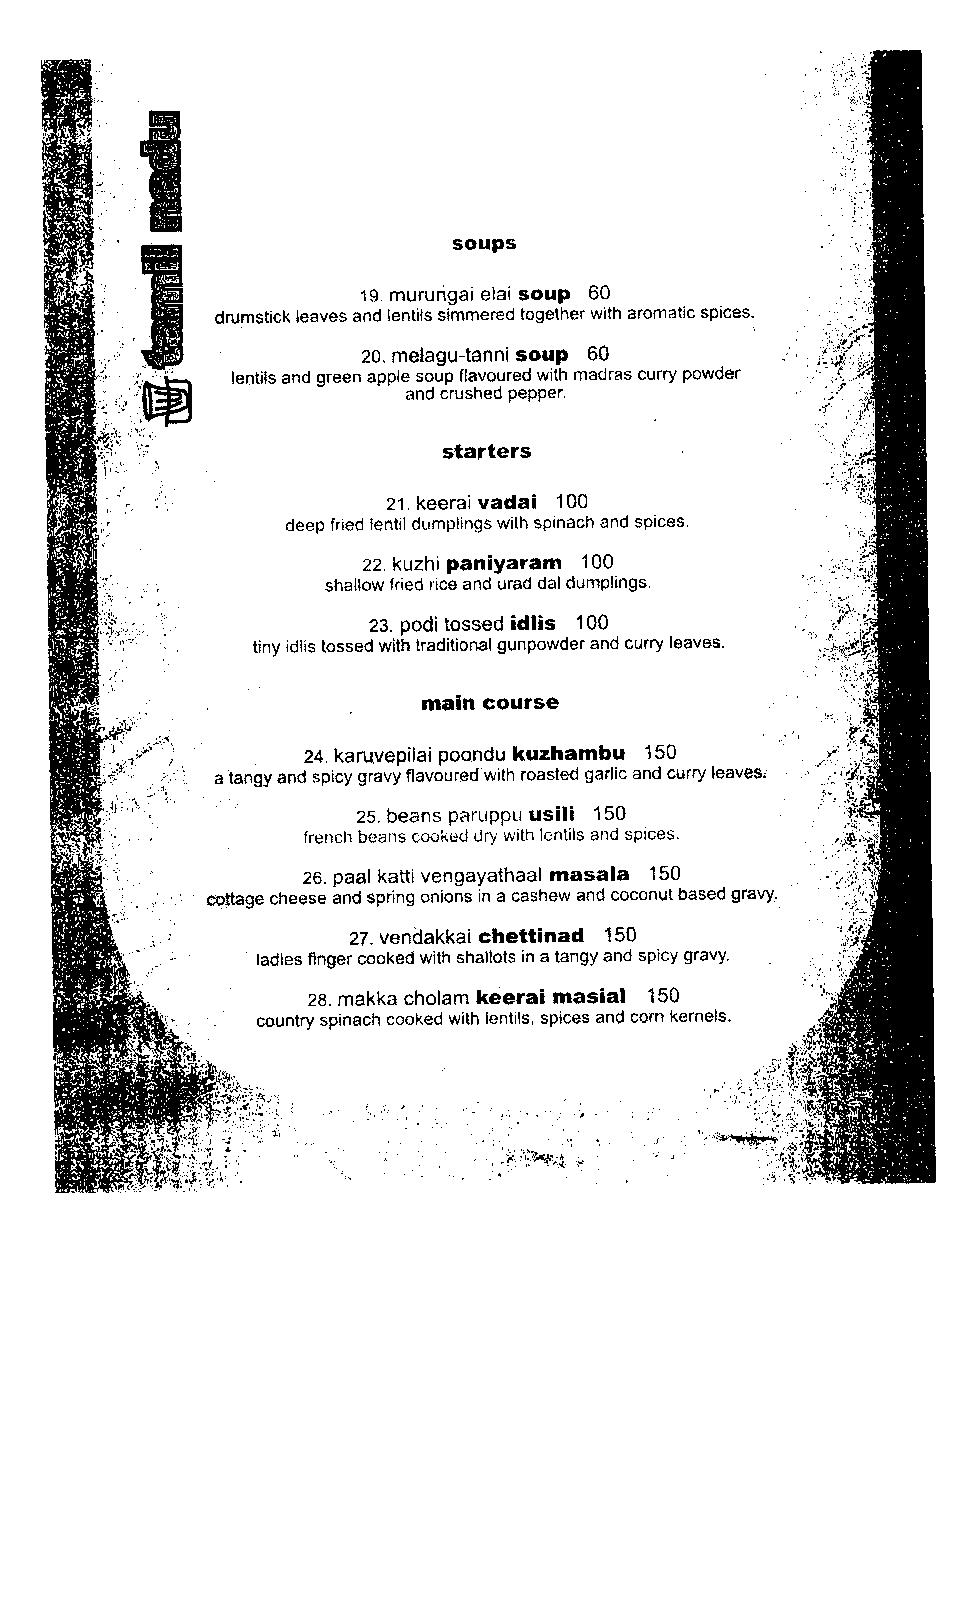 tamil nadu
soups
19. murungai elai soup 60
drumstick leaves and lentils simmered together with aromatic spices.
20. melagu-tanni soup 60
lentils and green apple soup flavoured with madras curry powder
and crushed pepper.
starters
21. keerai vadai 100
deep fried lentil dumplings with spinach and spices.
22. kuzhi paniyaram 100
shallow fried rice and urad dal dumplings.
23. podi tossed idlis 100
tiny idlis tossed with traditional gunpowder and curry leaves.
main course
24. karuvepilai poondu kuzhambu 150
a tangy and spicy gravy flavoured with roasted garlic and curry leaves.
25. beans paruppu usili 150
french beans cooked dry with lentils and spices.
26. paal katti vengayathaal masala 150
cottage cheese and spring onions in a cashew and coconut based gravy.
27. vendakkai chettinad 150
ladies finger cooked with shallots in a tangy and spicy gravy.
28. makka cholam keerai masial 150
country spinach cooked with lentils, spices and corn kernels.